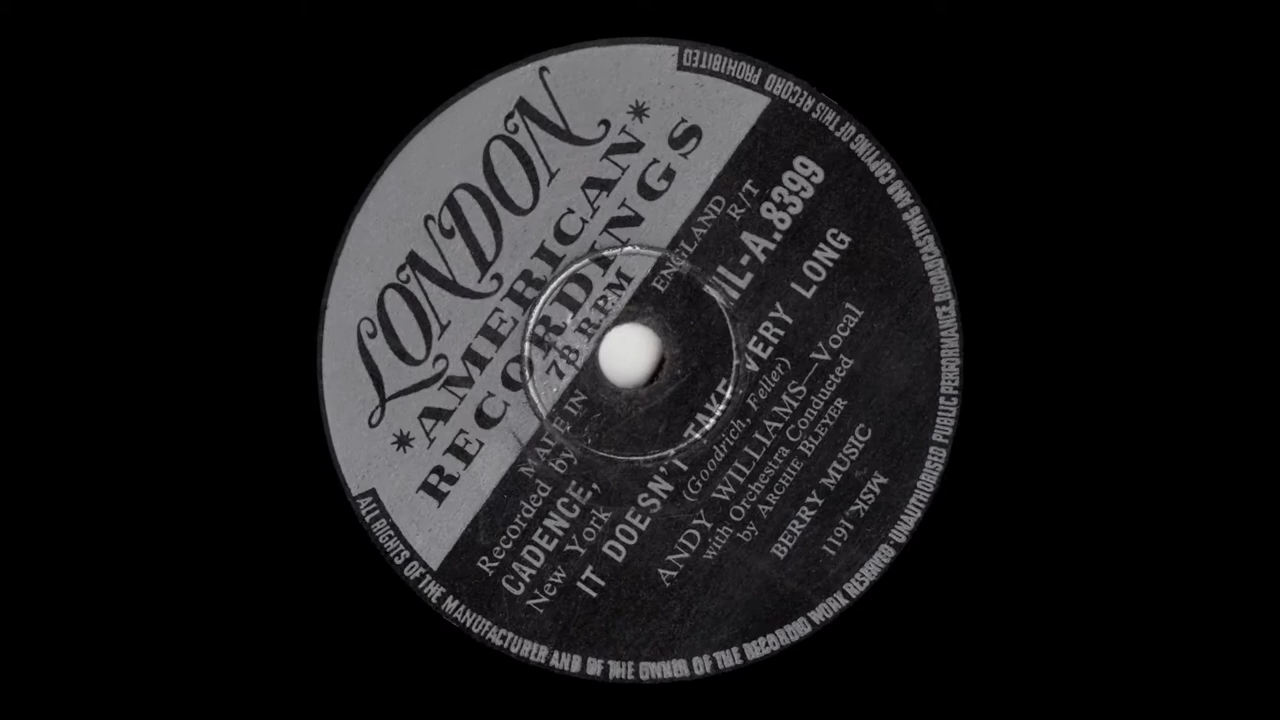 LONDON
*AMERICAN*
RECORDINGS
78 R.P.M
MADE IN ENGLAND
R/T
Recorded by
CADENCE,
New York
HL-A.8399
IT DOESN'T TAKE VERY LONG
(Goodrich, Feller)
ANDY WILLIAMS—Vocal
with Orchestra Conducted
by ARCHIE BLEYER
BERRY MUSIC
MSK. 1191
ALL RIGHTS OF THE MANUFACTURER AND OF THE OWNER OF THE RECORDED WORK RESERVED · UNAUTHORISED PUBLIC PERFORMANCE, BROADCASTING AND COPYING OF THIS RECORD PROHIBITED